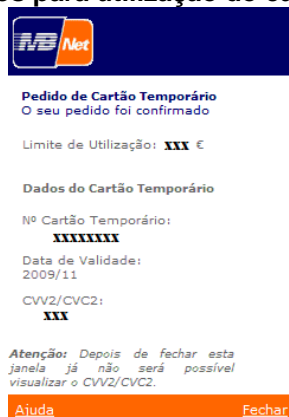 MB Net
Pedido de Cartão Temporário
O seu pedido foi confirmado
Limite de Utilização: xxx €
Dados do Cartão Temporário
Nº Cartão Temporário:
xxxxxxxx
Data de Validade:
2009/11
CVV2/CVC2:
xxx
Atenção: Depois de fechar esta
janela já não será possível
visualizar o CVV2/CVC2.
Ajuda Fechar